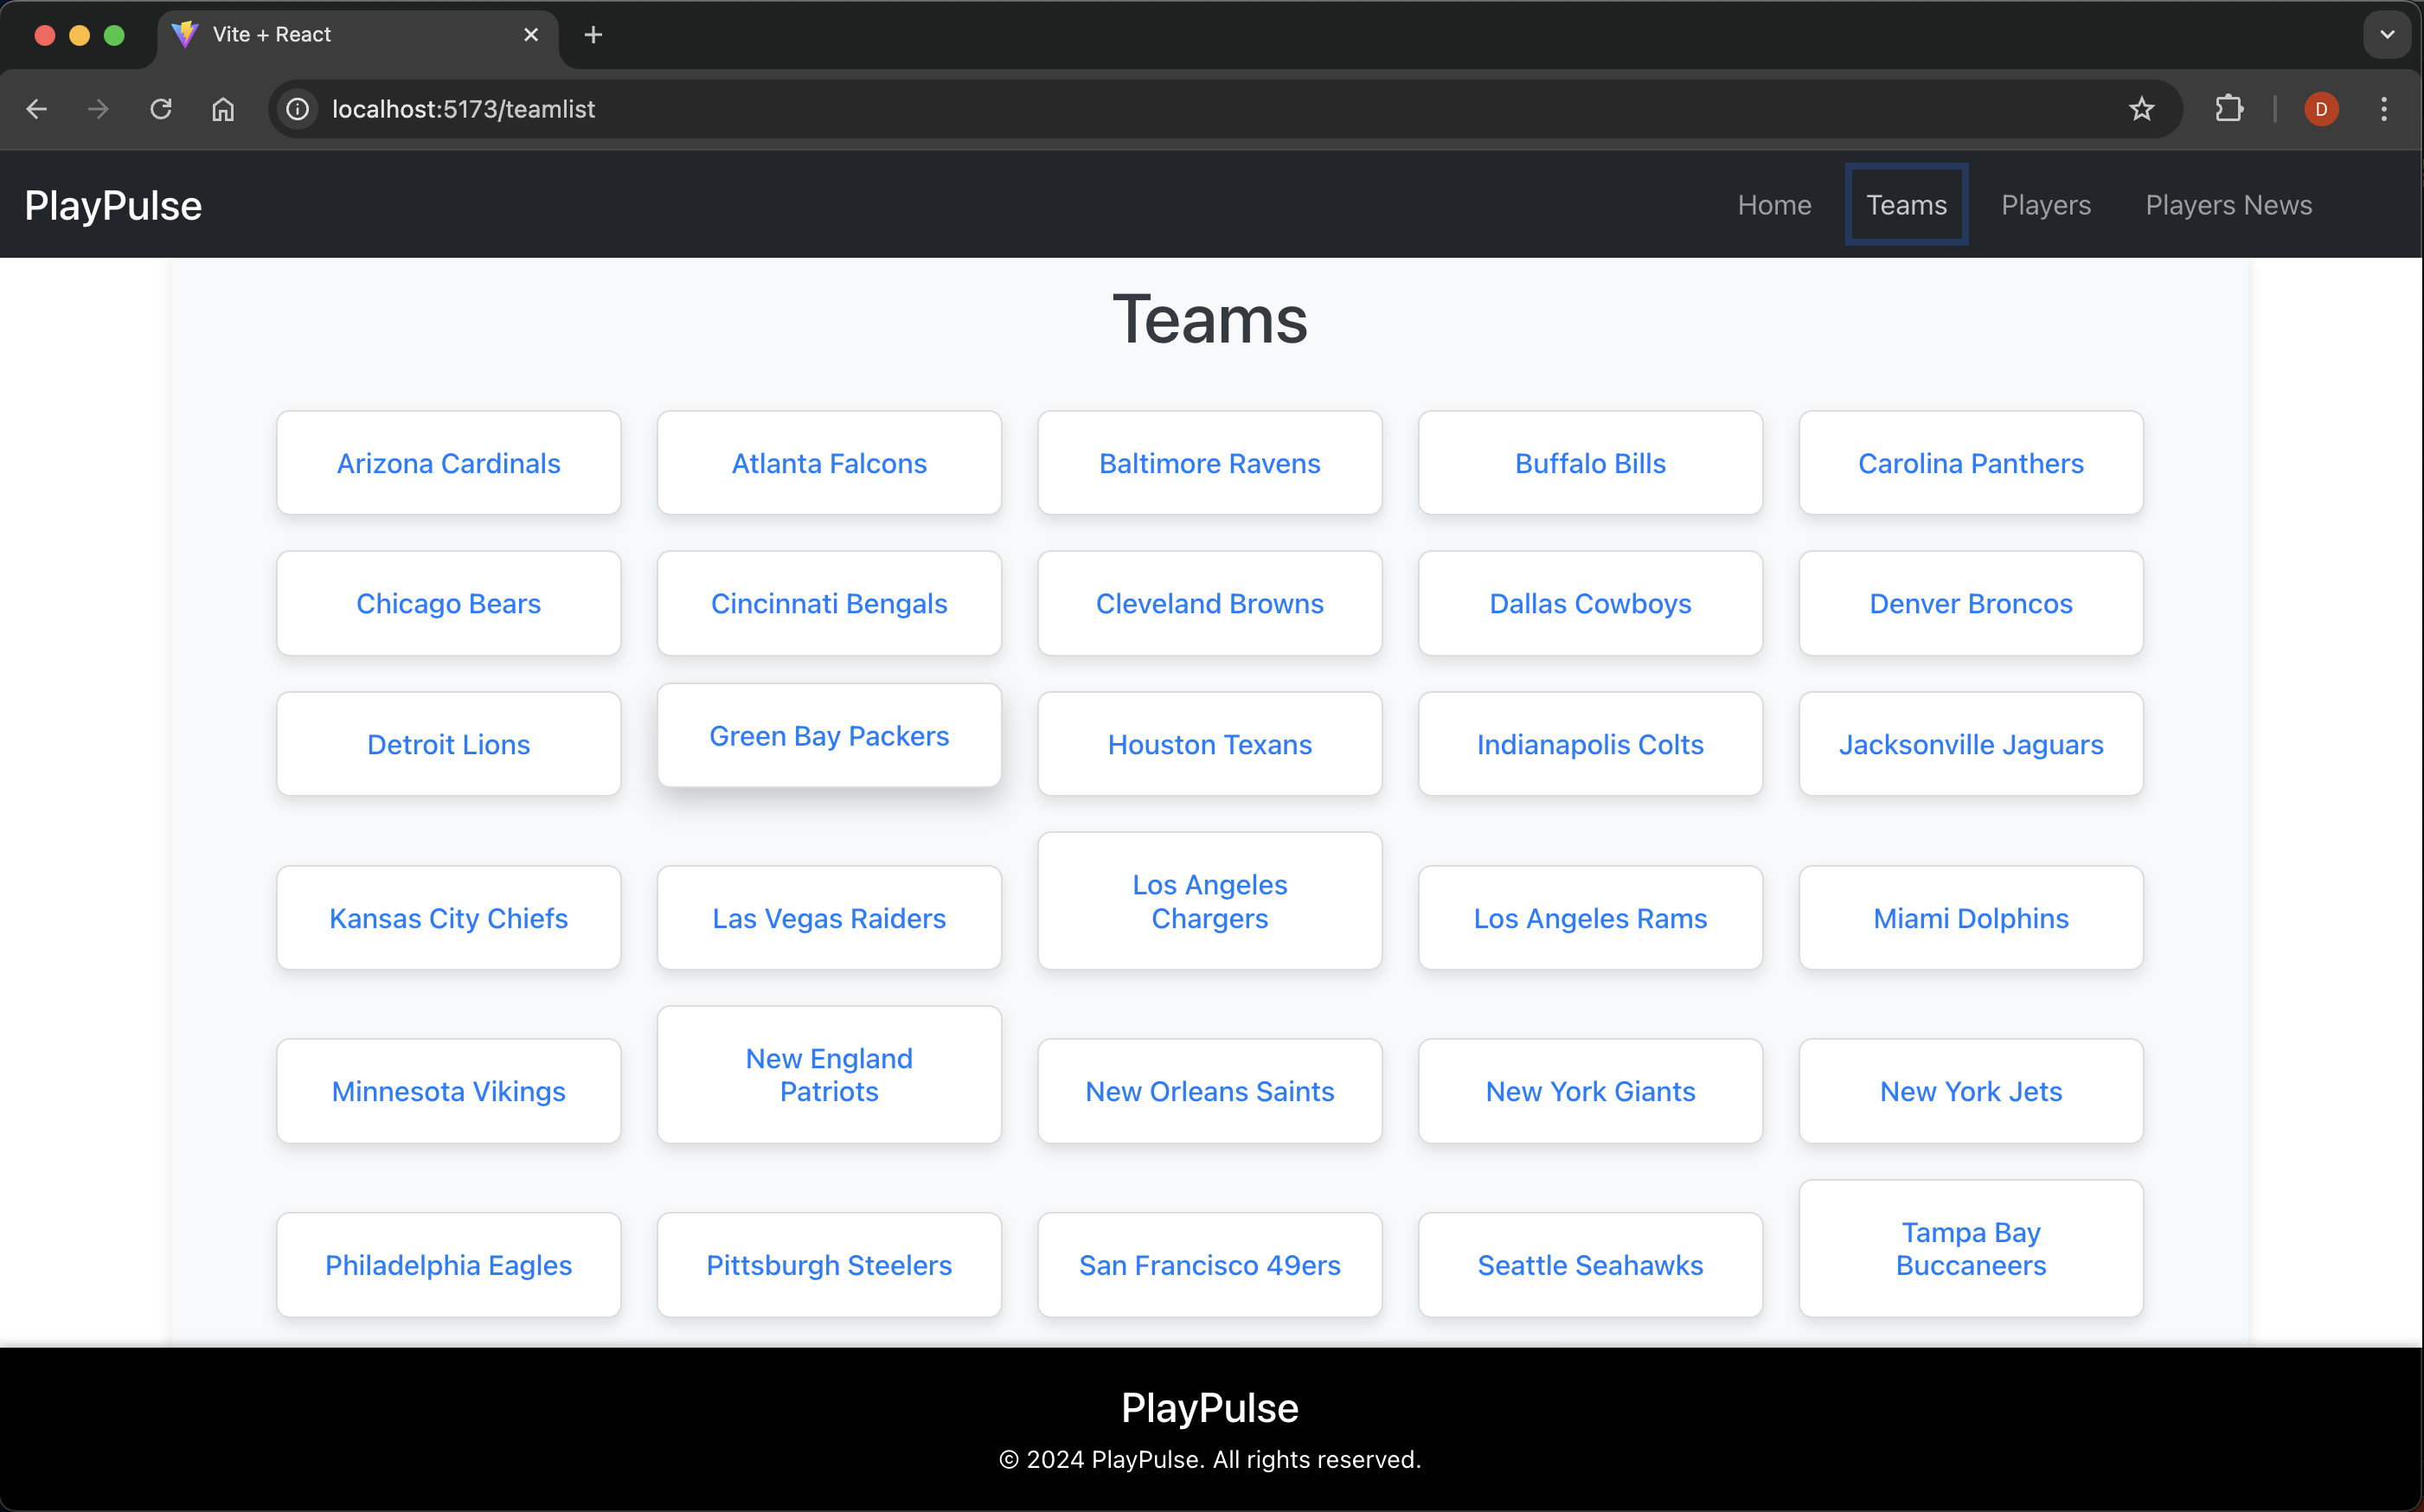 Vite + React
localhost:5173/teamlist
D
PlayPulse
Home Teams Players Players News
Teams
Arizona Cardinals Atlanta Falcons Baltimore Ravens Buffalo Bills Carolina Panthers
Chicago Bears Cincinnati Bengals Cleveland Browns Dallas Cowboys Denver Broncos
Detroit Lions Green Bay Packers Houston Texans Indianapolis Colts Jacksonville Jaguars
Kansas City Chiefs Las Vegas Raiders
Los Angeles
Chargers
Los Angeles Rams Miami Dolphins
Minnesota Vikings
New England
Patriots
New Orleans Saints New York Giants New York Jets
Philadelphia Eagles Pittsburgh Steelers San Francisco 49ers Seattle Seahawks
Tampa Bay
Buccaneers
PlayPulse
© 2024 PlayPulse. All rights reserved.